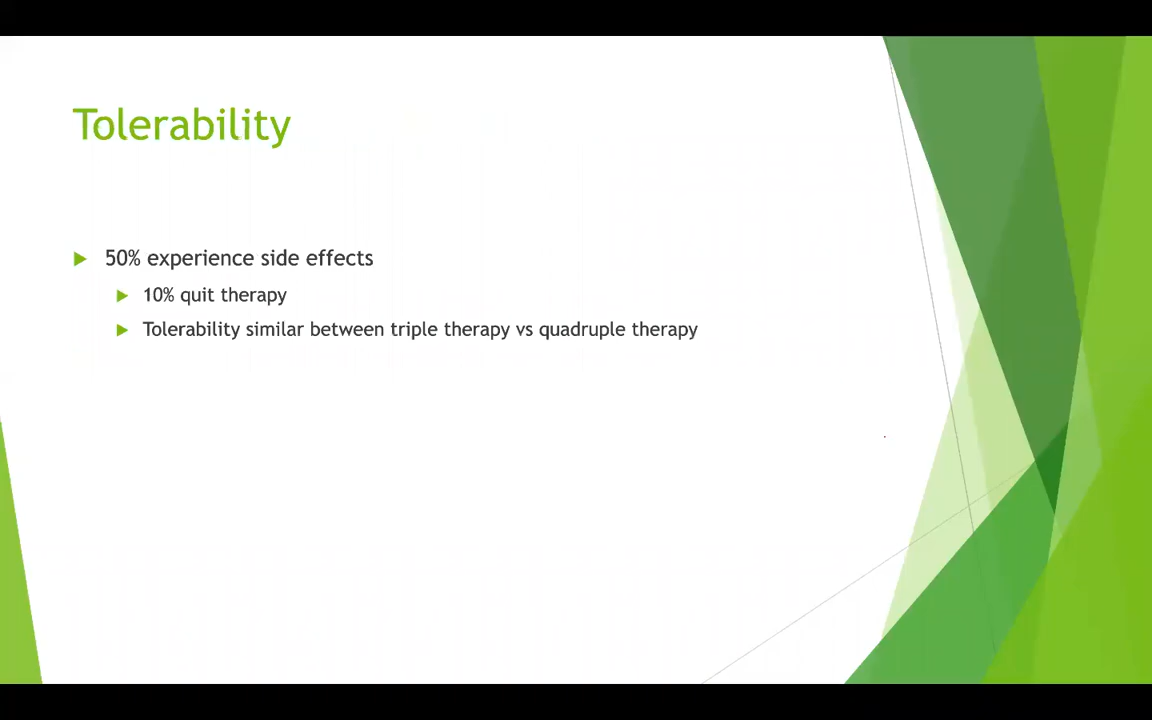 Tolerability
50% experience side effects
10% quit therapy
Tolerability similar between triple therapy vs quadruple therapy